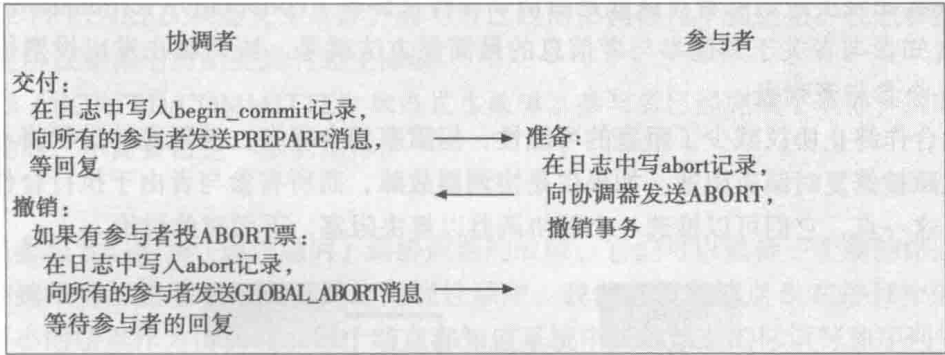 协调者
参与者
交付：
在日志中写入begin_commit记录，
向所有的参与者发送PREPARE消息，
准备：
等回复
在日志中写abort记录，
向协调器发送ABORT，
撤销：
撤销事务
如果有参与者投ABORT票：
在日志中写入abort记录，
向所有的参与者发送GLOBAL_ABORT消息
等待参与者的回复